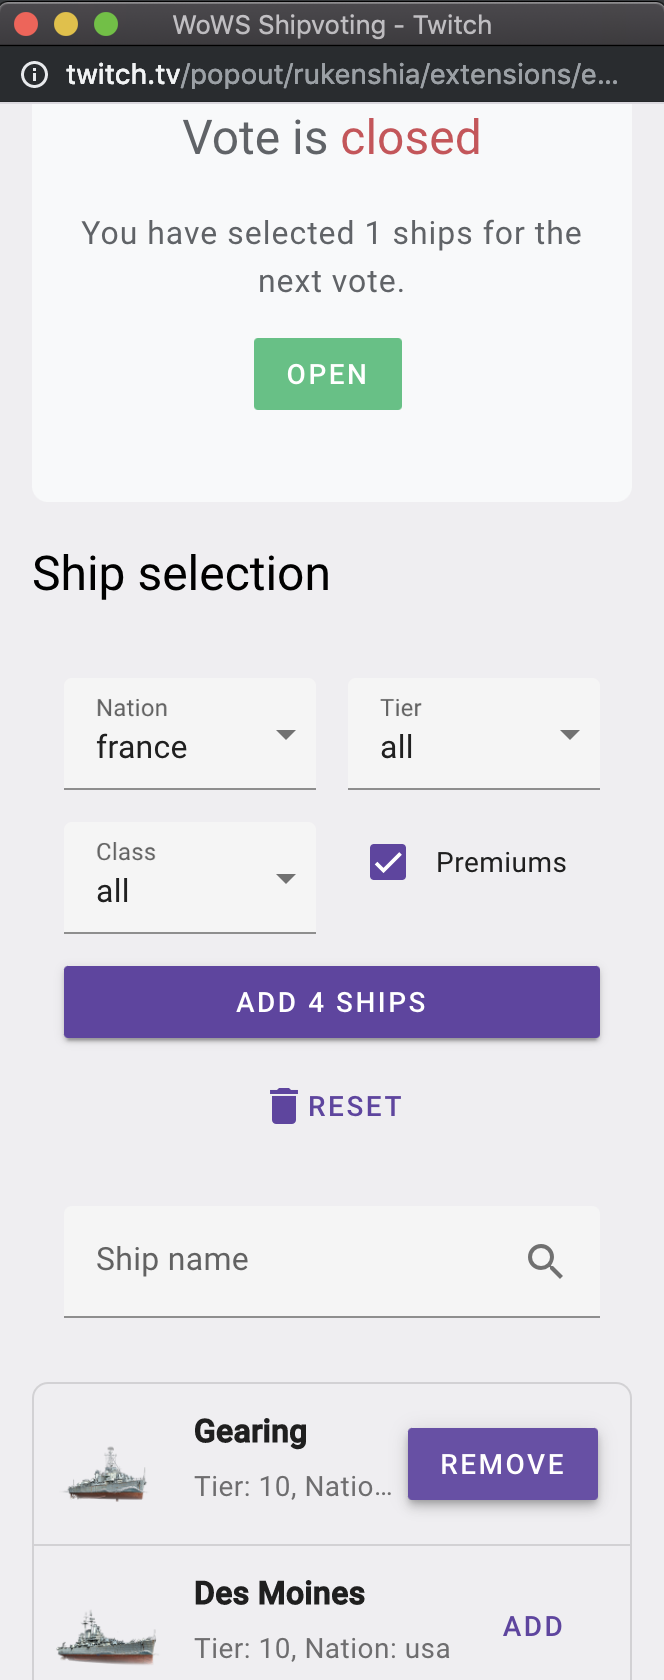 WoWS Shipvoting - Twitch
twitch.tv/popout/rukenshia/extensions/e...
Vote is closed
You have selected 1 ships for the
next vote.
OPEN
Ship selection
Nation
france
Tier
all
Class
all
Premiums
ADD 4 SHIPS
RESET
Ship name
Gearing
Tier: 10, Natio...
REMOVE
Des Moines
Tier: 10, Nation: usa
ADD